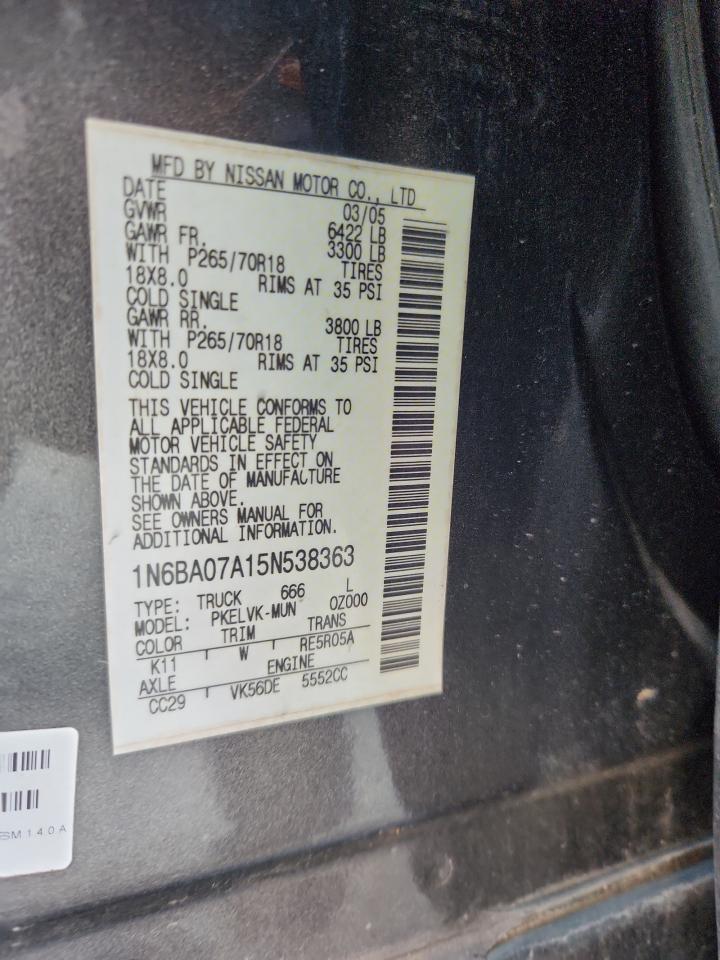 MFD BY NISSAN MOTOR CO., LTD
DATE 03/05
GVWR 6422 LB
GAWR FR. 3300 LB
WITH P265/70R18 TIRES
18X8.0 RIMS AT 35 PSI
COLD SINGLE
GAWR RR. 3800 LB
WITH P265/70R18 TIRES
18X8.0 RIMS AT 35 PSI
COLD SINGLE
THIS VEHICLE CONFORMS TO
ALL APPLICABLE FEDERAL
MOTOR VEHICLE SAFETY
STANDARDS IN EFFECT ON
THE DATE OF MANUFACTURE
SHOWN ABOVE.
SEE OWNERS MANUAL FOR
ADDITIONAL INFORMATION.
1N6BA07A15N538363
TYPE: TRUCK 666 L
MODEL: PKELVK-MUN 0Z000
COLOR TRIM TRANS
K11 W RE5R05A
AXLE ENGINE
CC29 VK56DE 5552CC
SM 1.4.0.A